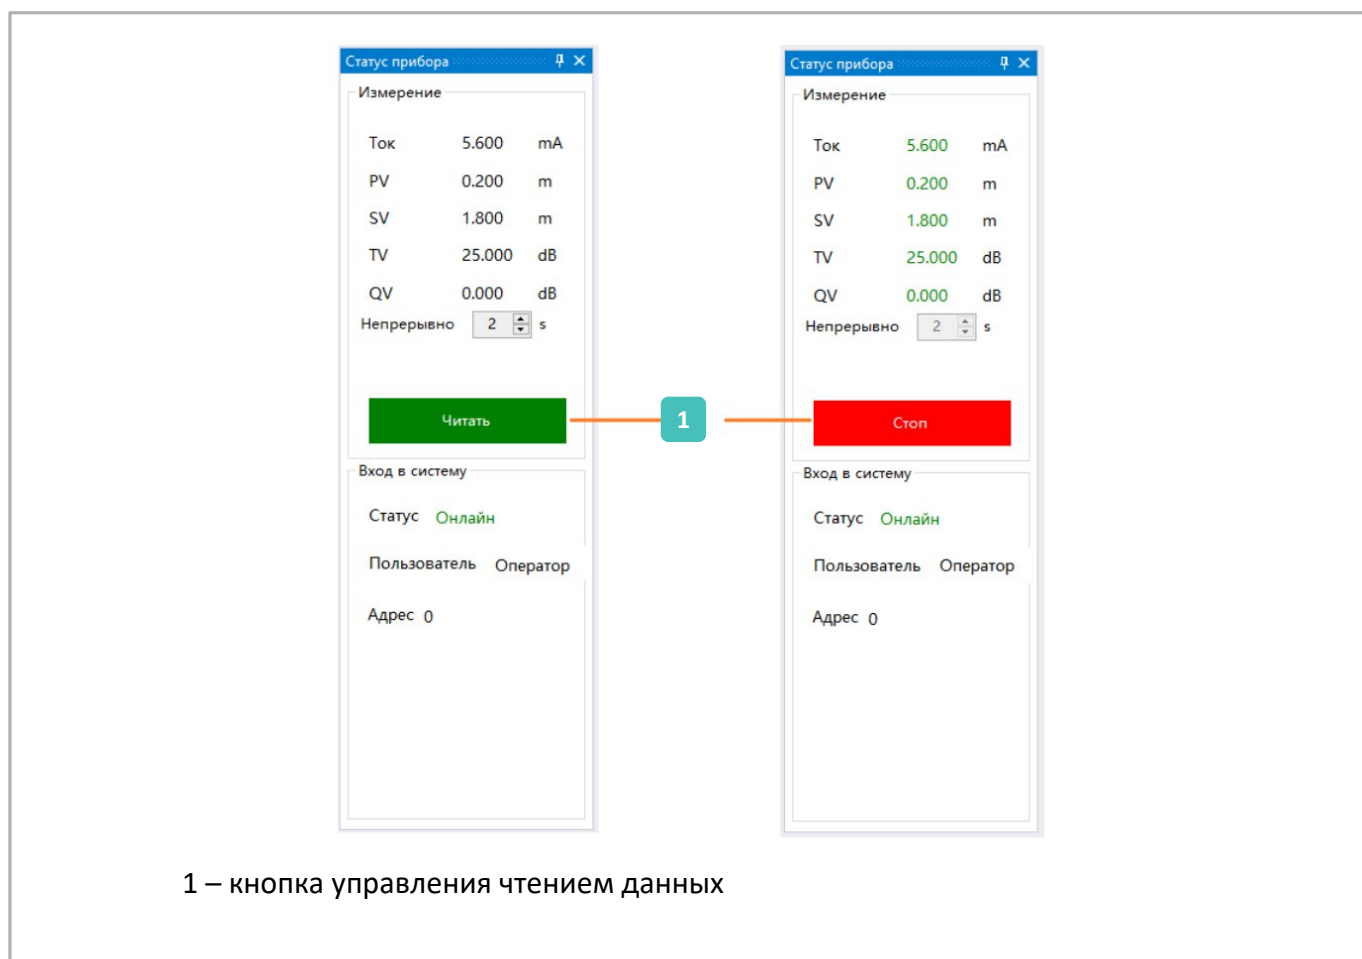 Статус прибора
Измерение
Ток 5.600 mA
PV 0.200 m
SV 1.800 m
TV 25.000 dB
QV 0.000 dB
Непрерывно 2 s
Читать
Вход в систему
Статус Онлайн
Пользователь Оператор
Адрес 0
1
Статус прибора
Измерение
Ток 5.600 mA
PV 0.200 m
SV 1.800 m
TV 25.000 dB
QV 0.000 dB
Непрерывно 2 s
Стоп
Вход в систему
Статус Онлайн
Пользователь Оператор
Адрес 0
1 – кнопка управления чтением данных